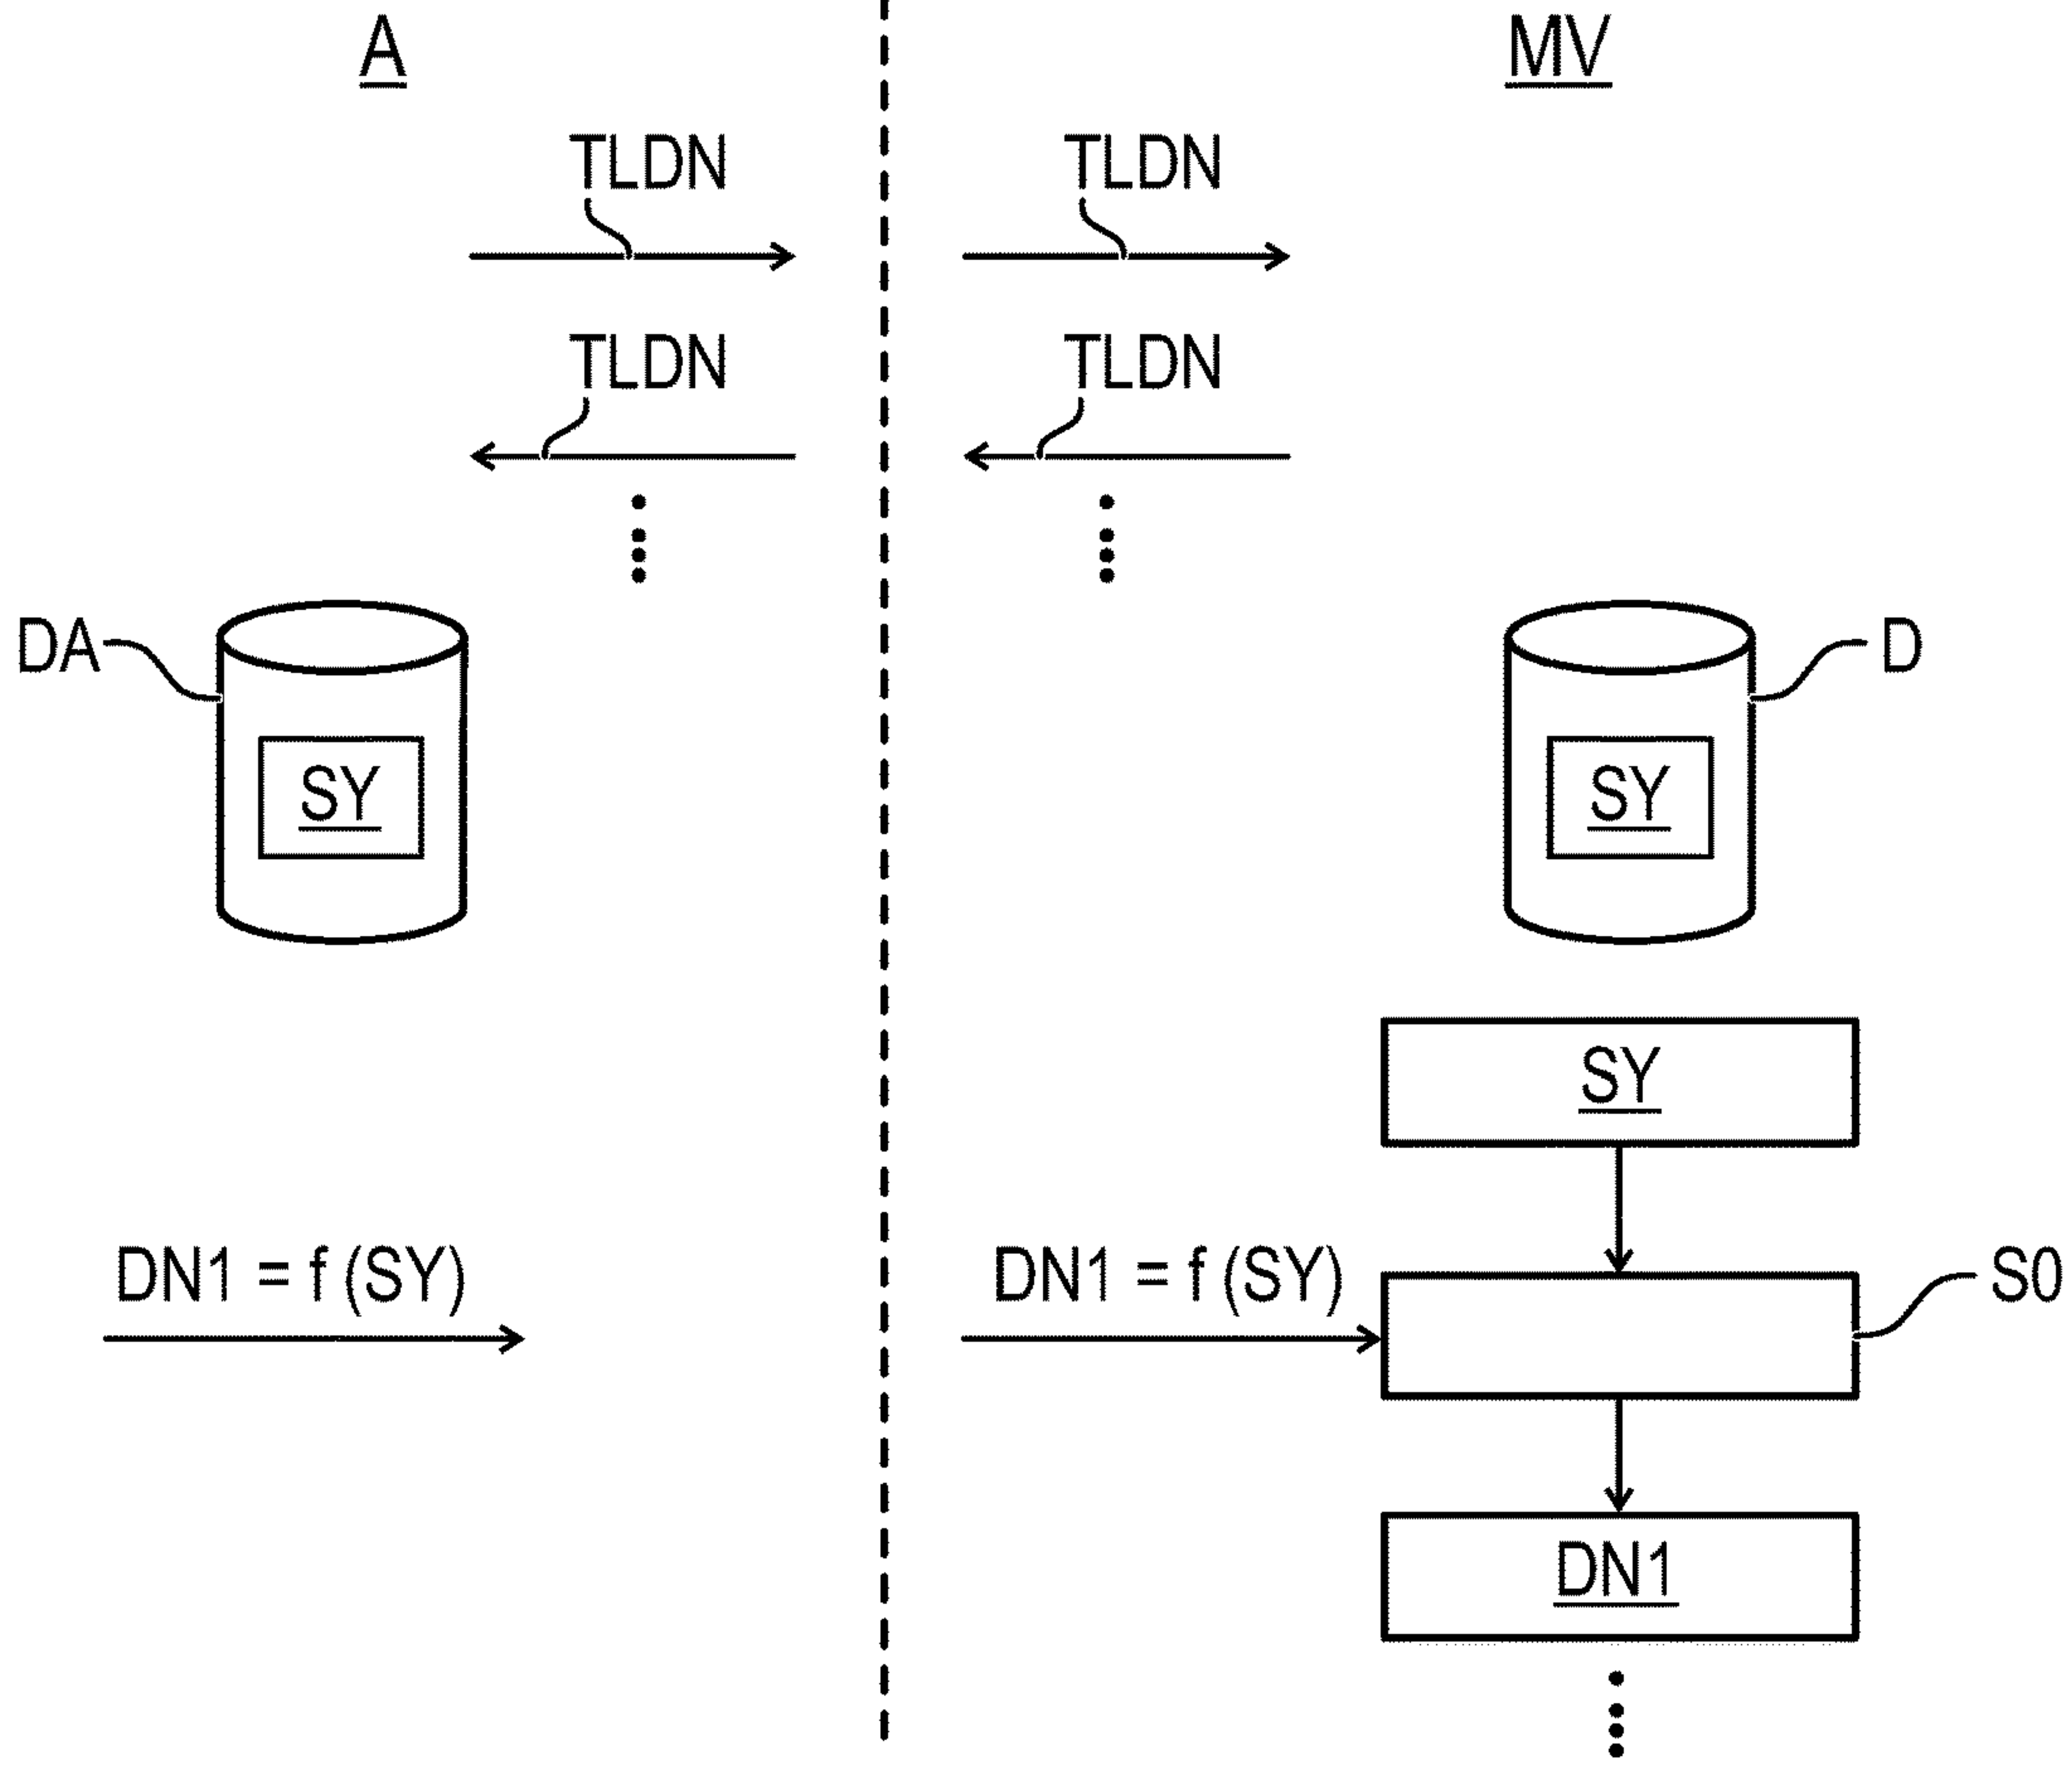 A
MV
TLDN
TLDN
TLDN
TLDN
DA
D
SY
SY
SY
DN1 = f (SY)
DN1 = f (SY)
S0
DN1